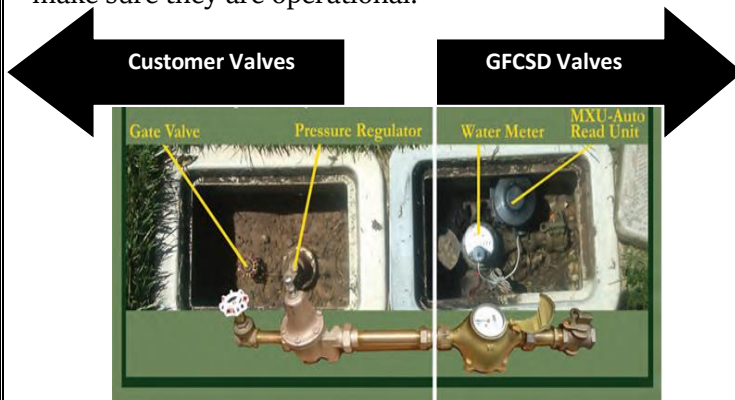 make sure they are operational.
Customer Valves
GFCSD Valves
Gate Valve
Pressure Regulator
Water Meter
MXU-Auto
Read Unit